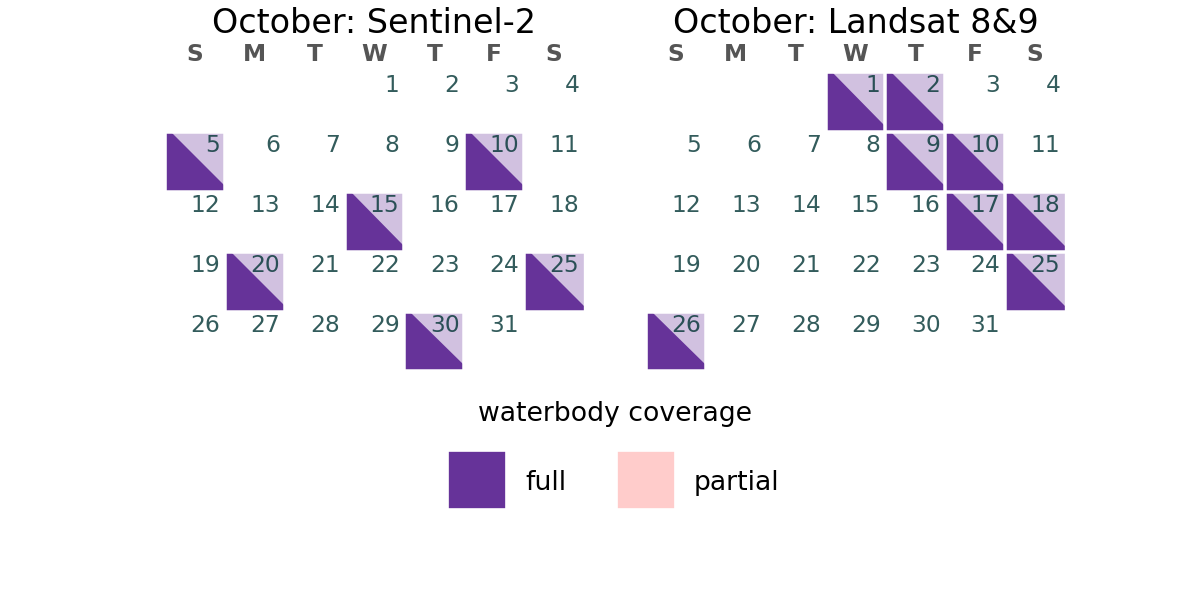 October: Sentinel-2
S M T W T F S
1 2 3 4
5 6 7 8 9 10 11
12 13 14 15 16 17 18
19 20 21 22 23 24 25
26 27 28 29 30 31
October: Landsat 8&9
S M T W T F S
1 2 3 4
5 6 7 8 9 10 11
12 13 14 15 16 17 18
19 20 21 22 23 24 25
26 27 28 29 30 31
waterbody coverage
full partial